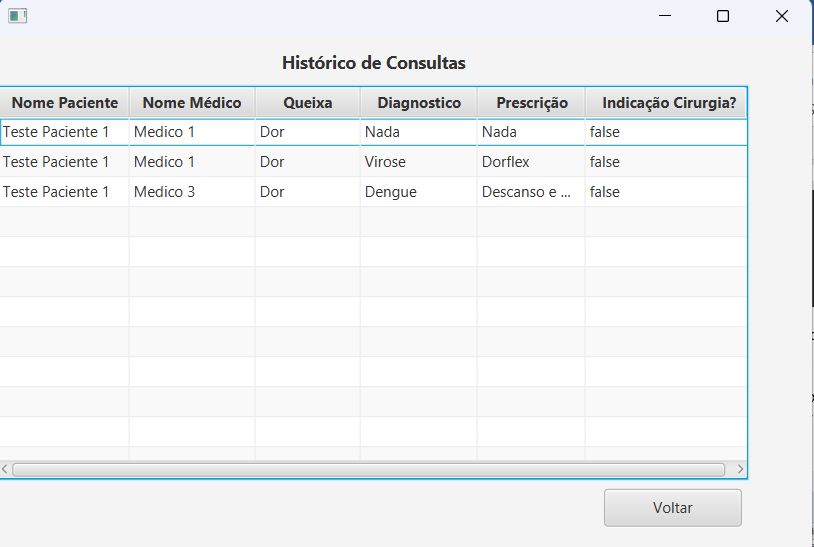 Histórico de Consultas
Nome Paciente Nome Médico Queixa Diagnostico Prescrição Indicação Cirurgia?
Teste Paciente 1 Medico 1 Dor Nada Nada false
Teste Paciente 1 Medico 1 Dor Virose Dorflex false
Teste Paciente 1 Medico 3 Dor Dengue Descanso e ... false
Voltar